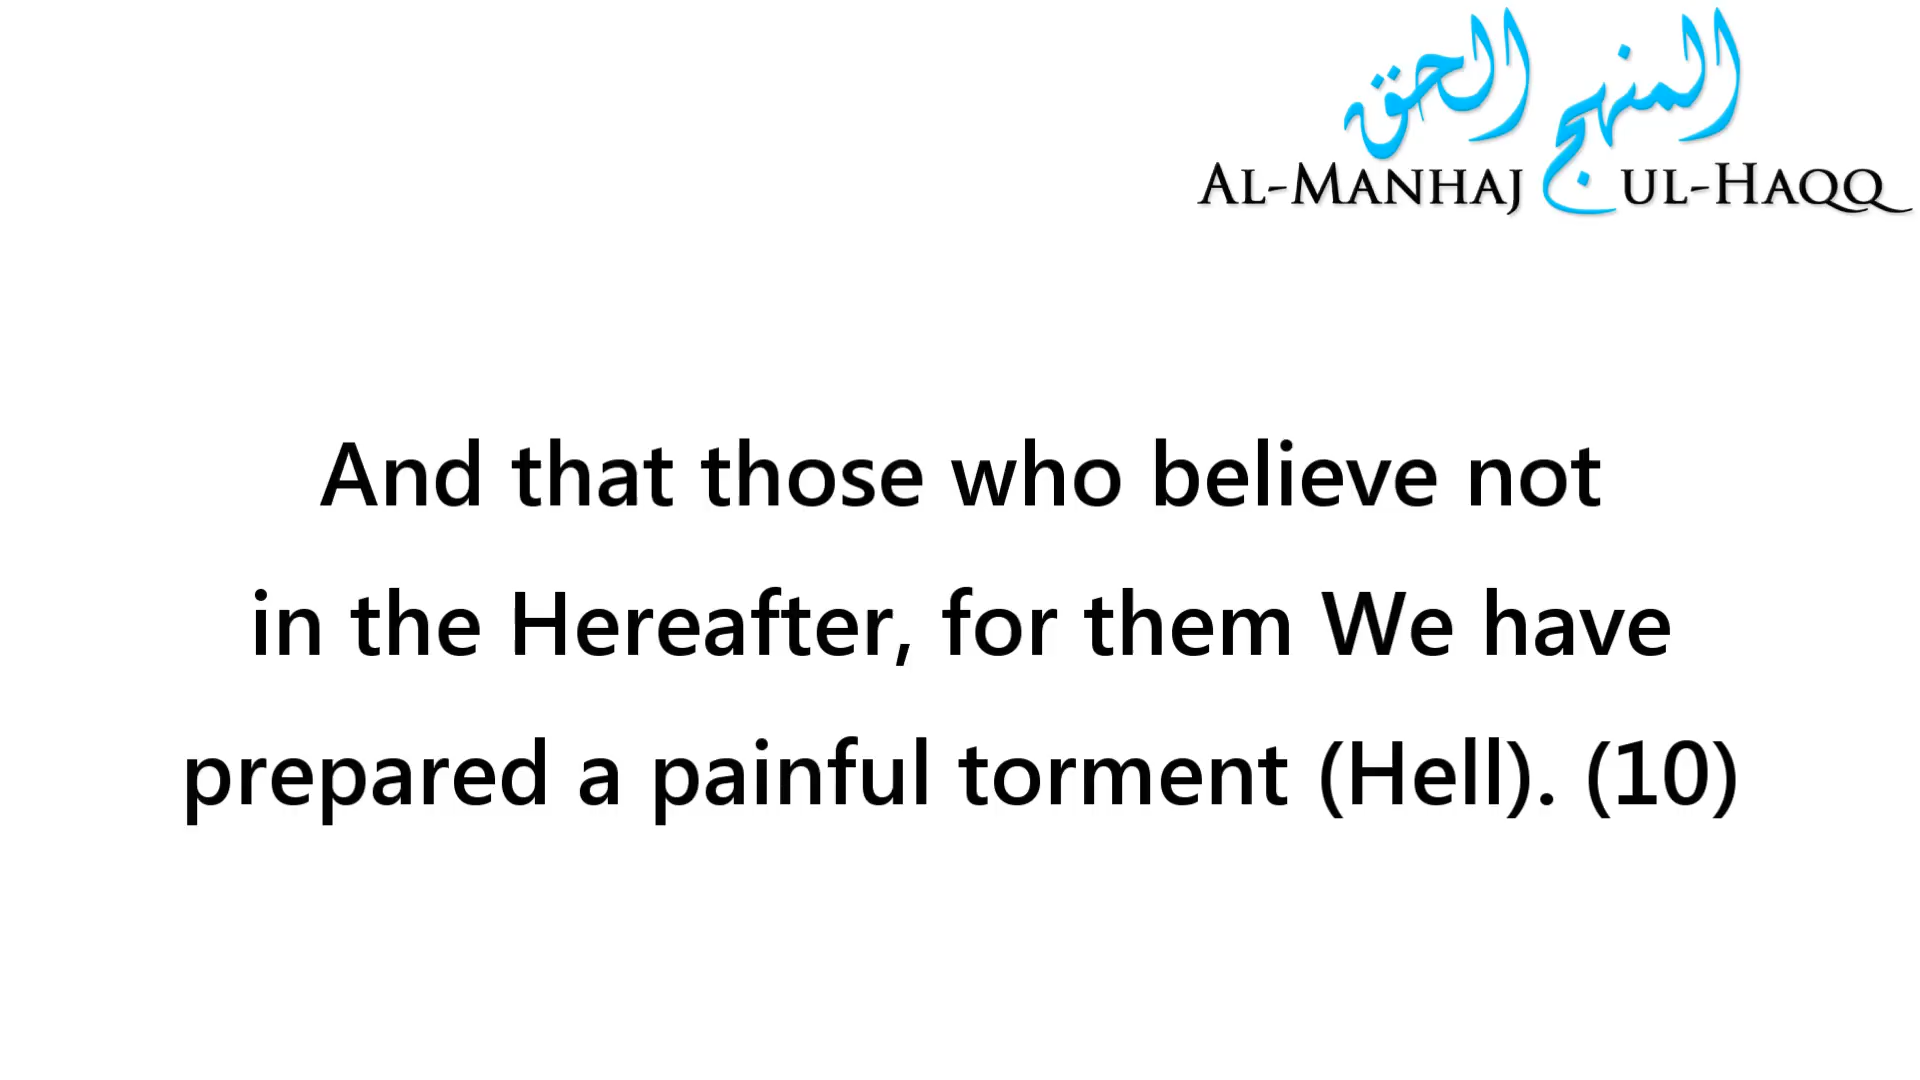 المنهج الحق
AL-MANHAJ UL-HAQQ
And that those who believe not
in the Hereafter, for them We have
prepared a painful torment (Hell). (10)